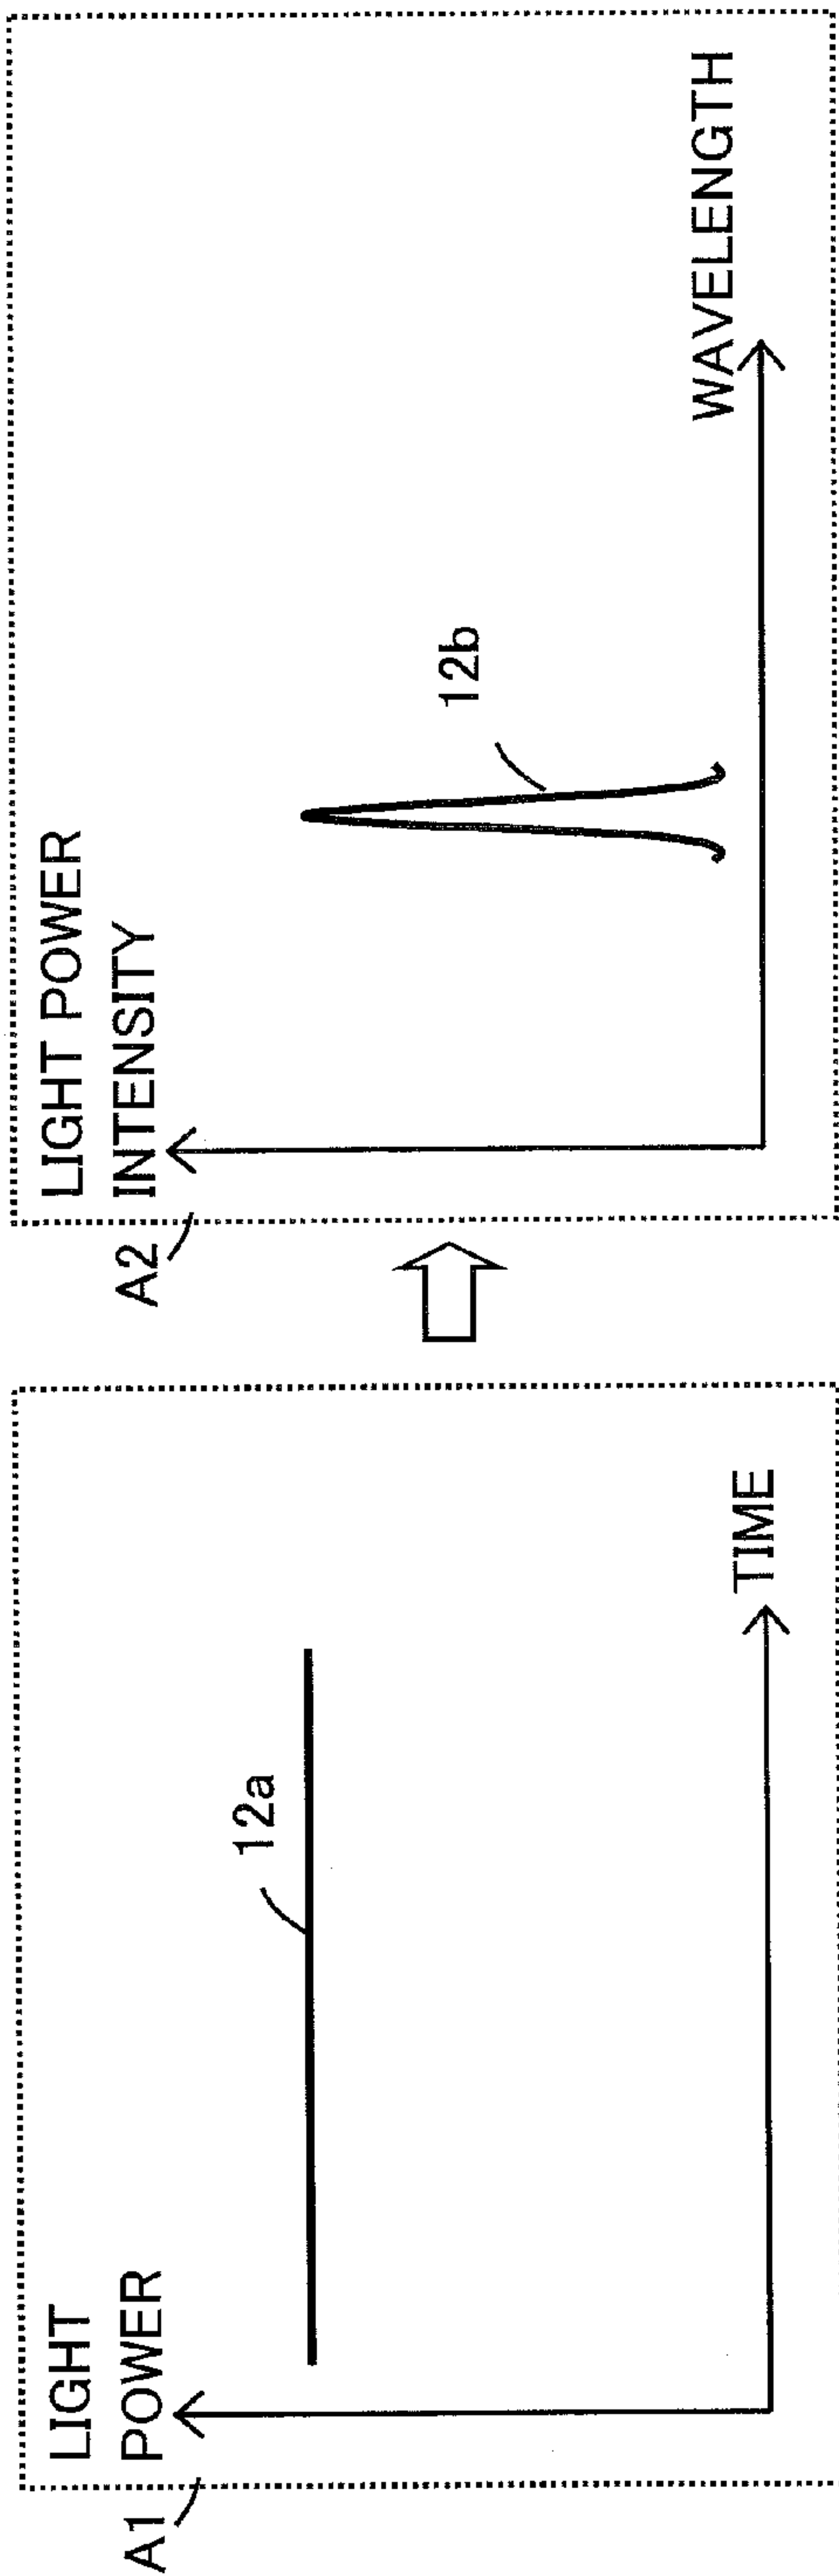 A1
LIGHT
POWER
12a
TIME
A2
LIGHT POWER
INTENSITY
12b
WAVELENGTH